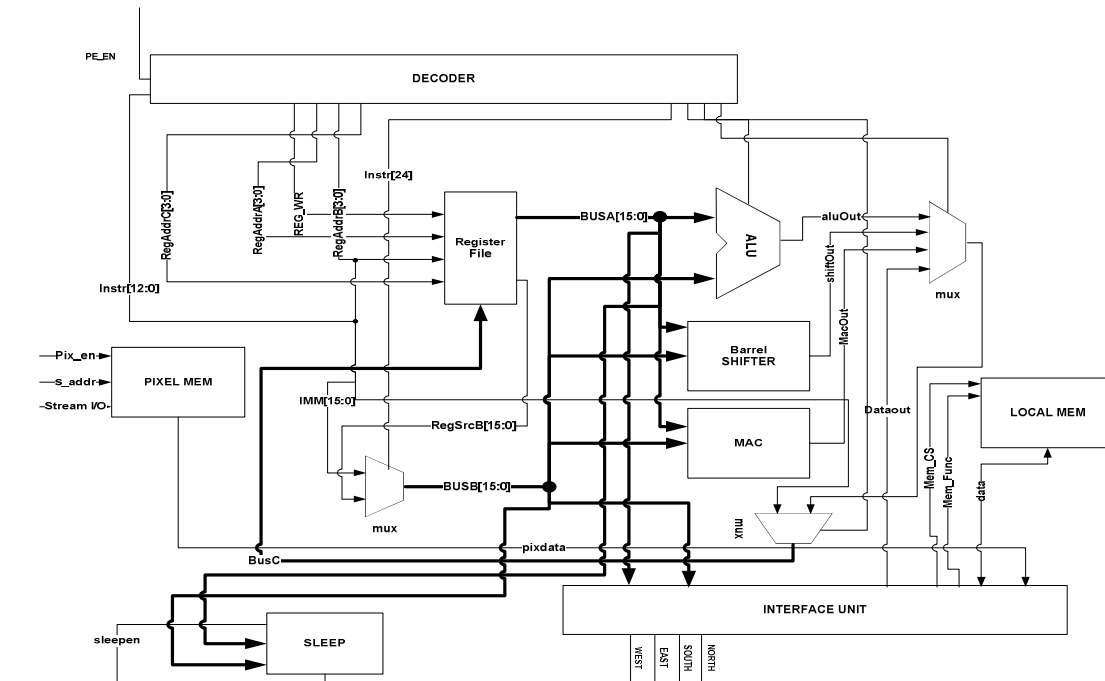 PE_EN
DECODER
Instr[24]
RegAddrC[3:0]
RegAddrA[3:0]
REG_WR
RegAddrB[3:0]
Register
File
BUSA[15:0]
ALU
aluOut
shiftOut
MacOut
mux
Instr[12:0]
Pix_en
s_addr
Stream I/O
PIXEL MEM
Barrel
SHIFTER
IMM[15:0]
RegSrcB[15:0]
MAC
Dataout
LOCAL MEM
Mem_CS
Mem_Func
data
BUSB[15:0]
mux
mux
pixdata
BusC
INTERFACE UNIT
sleepen
SLEEP
WEST
EAST
SOUTH
NORTH